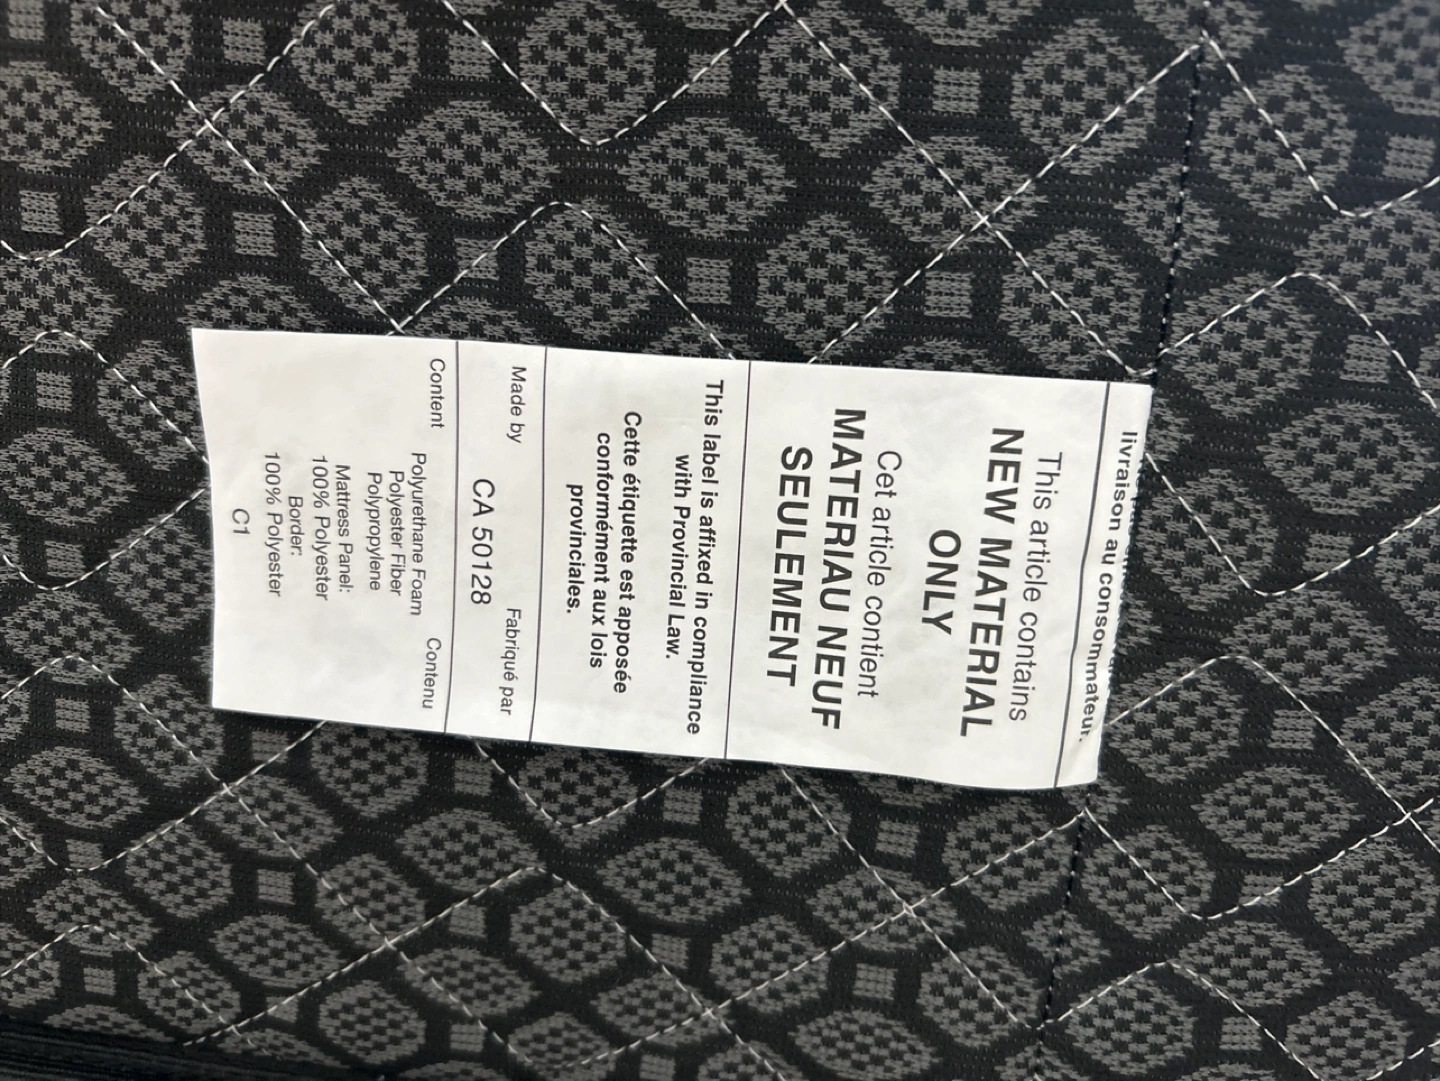 livraison au consommateur.
This article contains
NEW MATERIAL
ONLY
Cet article contient
MATERIAU NEUF
SEULEMENT
This label is affixed in compliance
with Provincial Law.
Cette étiquette est apposée
conformément aux lois
provinciales.
Made by Fabriqué par
CA 50128
Content Contenu
Polyurethane Foam
Polyester Fiber
Polypropylene
Mattress Panel:
100% Polyester
Border:
100% Polyester
C1